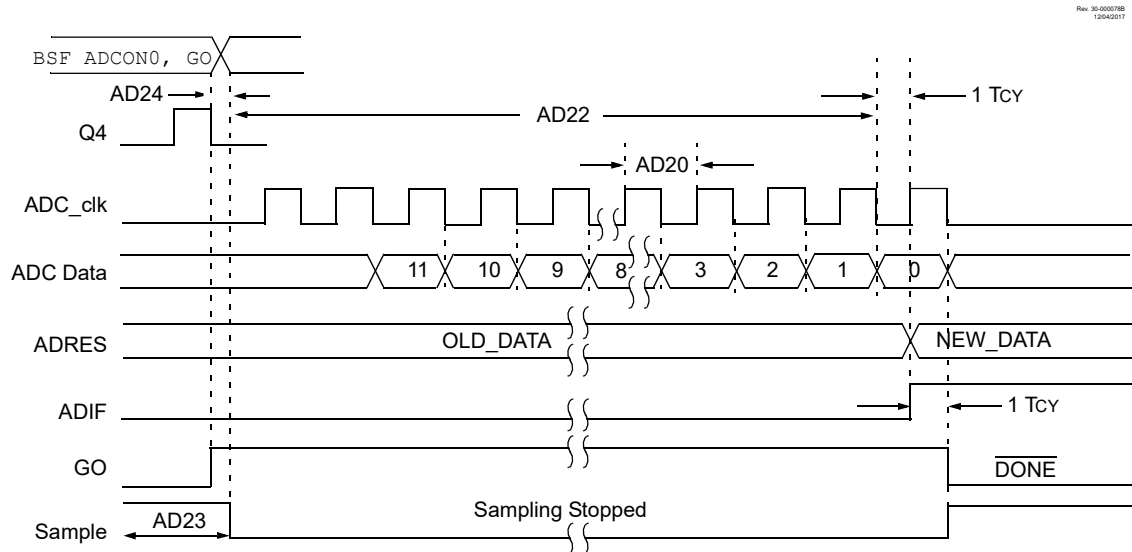 Rev. 30-000078B
12/04/2017
BSF ADCON0, GO
AD24
1 TCY
AD22
Q4
AD20
ADC_clk
ADC Data 11 10 9 8 3 2 1 0
ADRES OLD_DATA NEW_DATA
ADIF 1 TCY
GO DONE
Sample AD23 Sampling Stopped